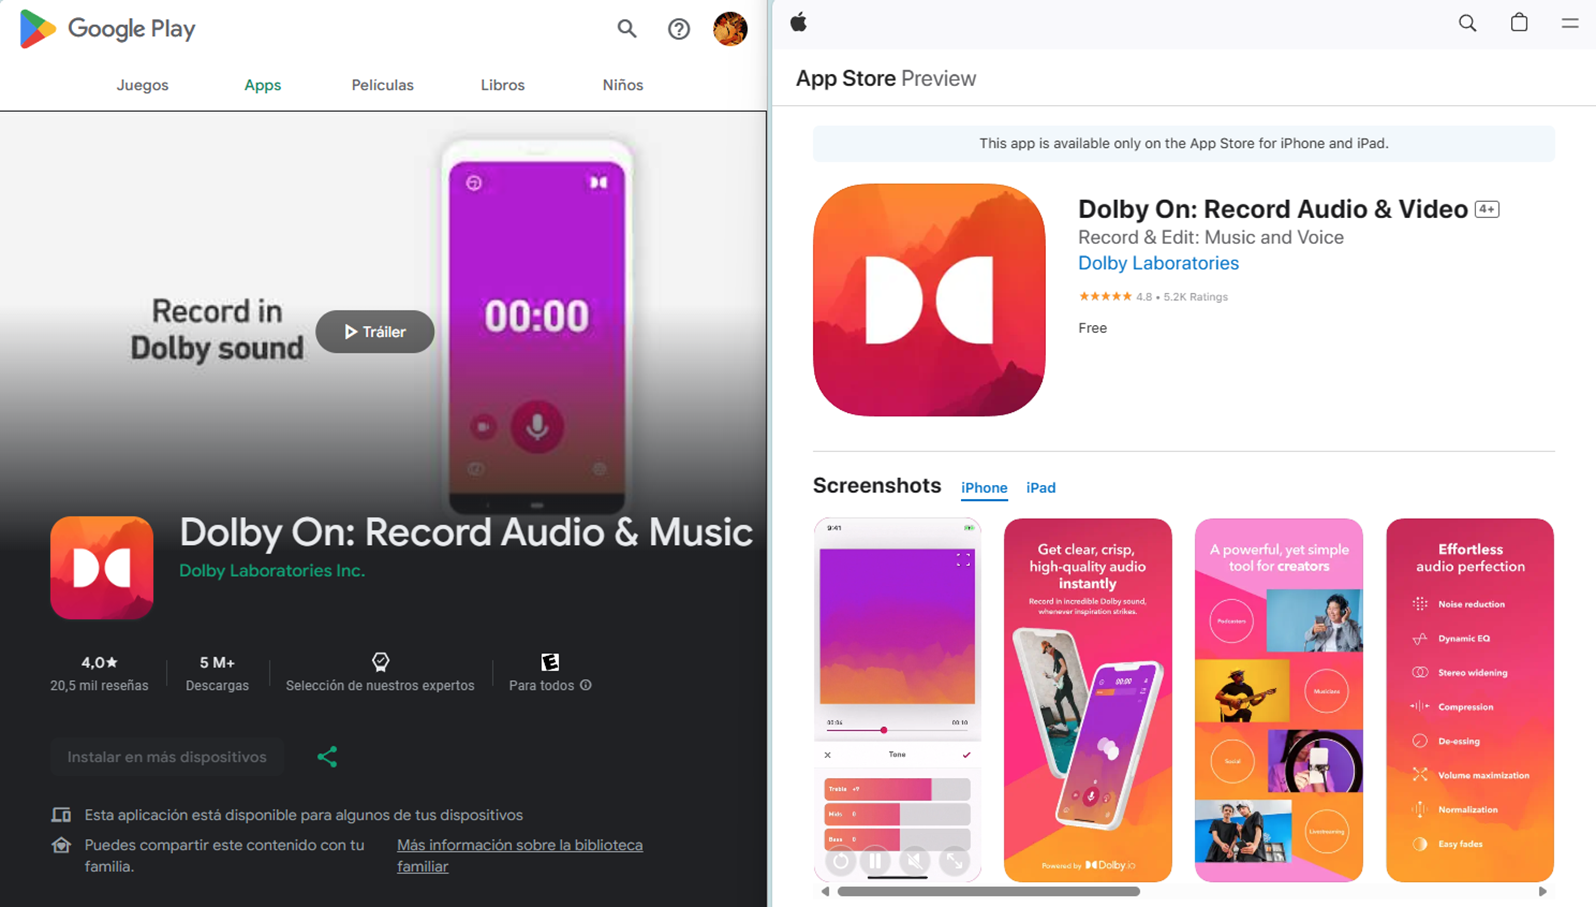 Google Play
Juegos
Apps
Películas
Libros
Niños
Record in
Dolby sound
Tráiler
00:00
Dolby On: Record Audio & Music
Dolby Laboratories Inc.
4,0★
20,5 mil reseñas
5 M+
Descargas
Selección de nuestros expertos
E
Para todos
Instalar en más dispositivos
Esta aplicación está disponible para algunos de tus dispositivos
Puedes compartir este contenido con tu
familia.
Más información sobre la biblioteca
familiar
App Store Preview
This app is available only on the App Store for iPhone and iPad.
Dolby On: Record Audio & Video 4+
Record & Edit: Music and Voice
Dolby Laboratories
★★★★★ 4.8 • 5.2K Ratings
Free
Screenshots
iPhone
iPad
9:41
00:04
00:10
Tone
Treble +9
Mids 0
Bass 0
Get clear, crisp,
high-quality audio
instantly
Record in incredible Dolby sound,
whenever inspiration strikes.
00:00
Powered by Dolby.io
A powerful, yet simple
tool for creators
Podcasters
Musicians
Social
Livestreaming
Effortless
audio perfection
Noise reduction
Dynamic EQ
Stereo widening
Compression
De-essing
Volume maximization
Normalization
Easy fades